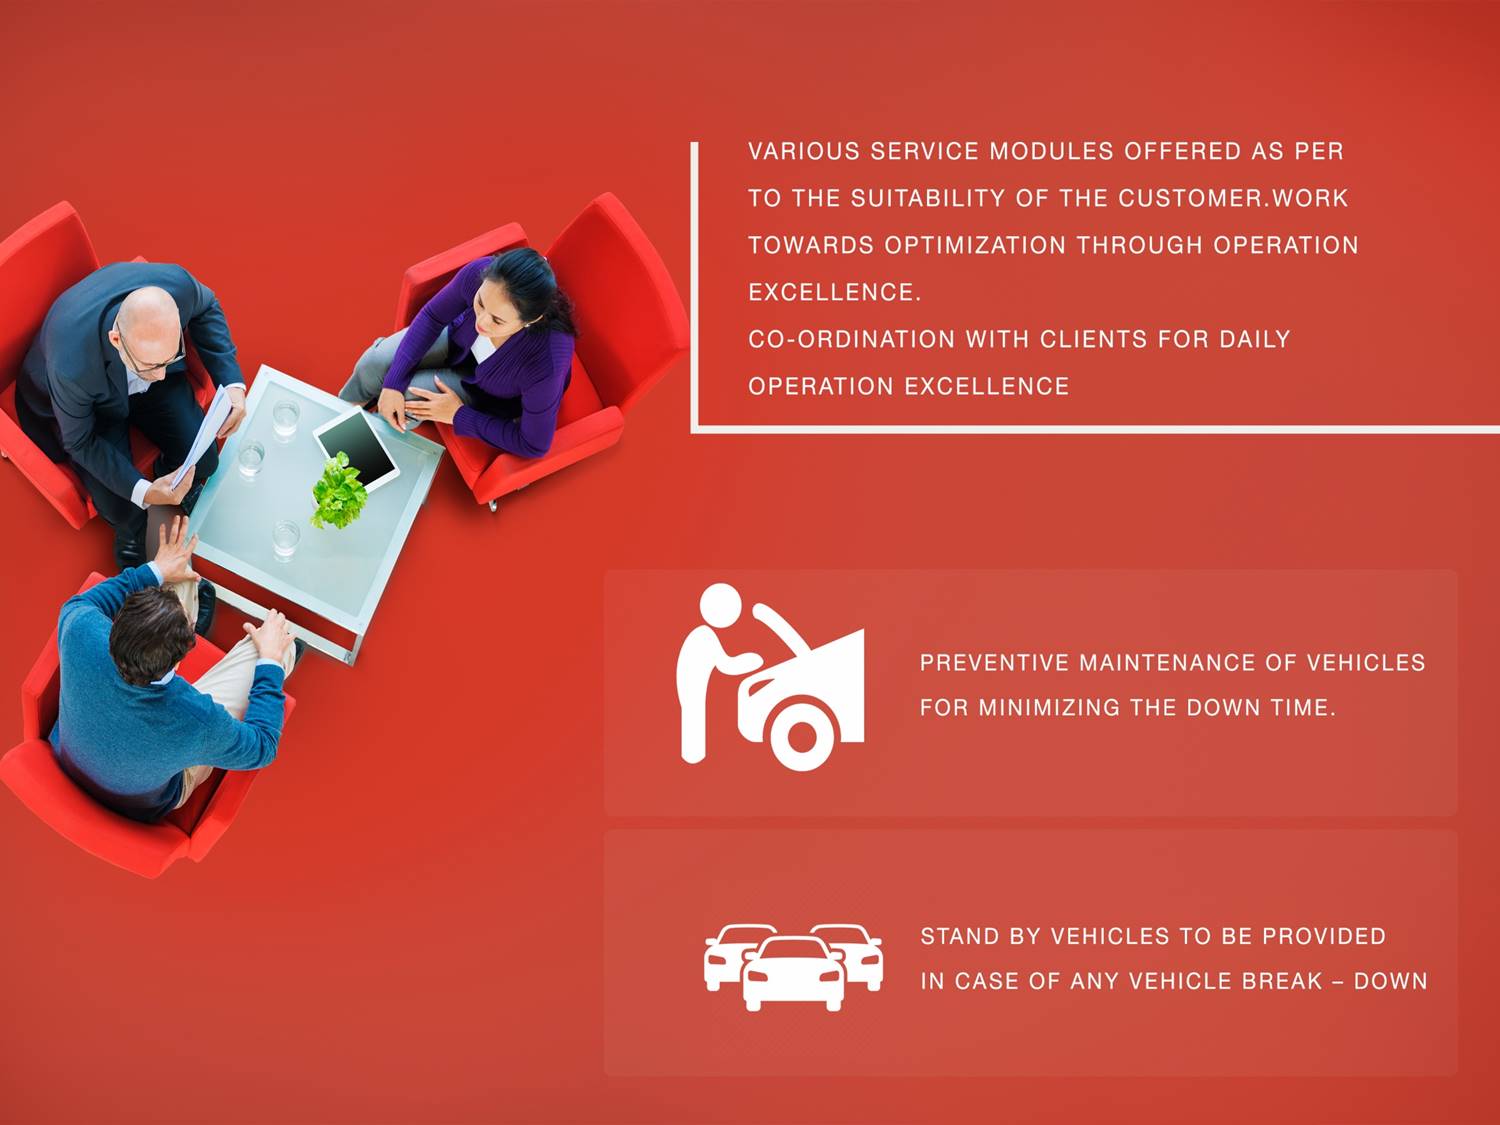 VARIOUS SERVICE MODULES OFFERED AS PER
TO THE SUITABILITY OF THE CUSTOMER.WORK
TOWARDS OPTIMIZATION THROUGH OPERATION
EXCELLENCE.
CO-ORDINATION WITH CLIENTS FOR DAILY
OPERATION EXCELLENCE
PREVENTIVE MAINTENANCE OF VEHICLES
FOR MINIMIZING THE DOWN TIME.
STAND BY VEHICLES TO BE PROVIDED
IN CASE OF ANY VEHICLE BREAK – DOWN